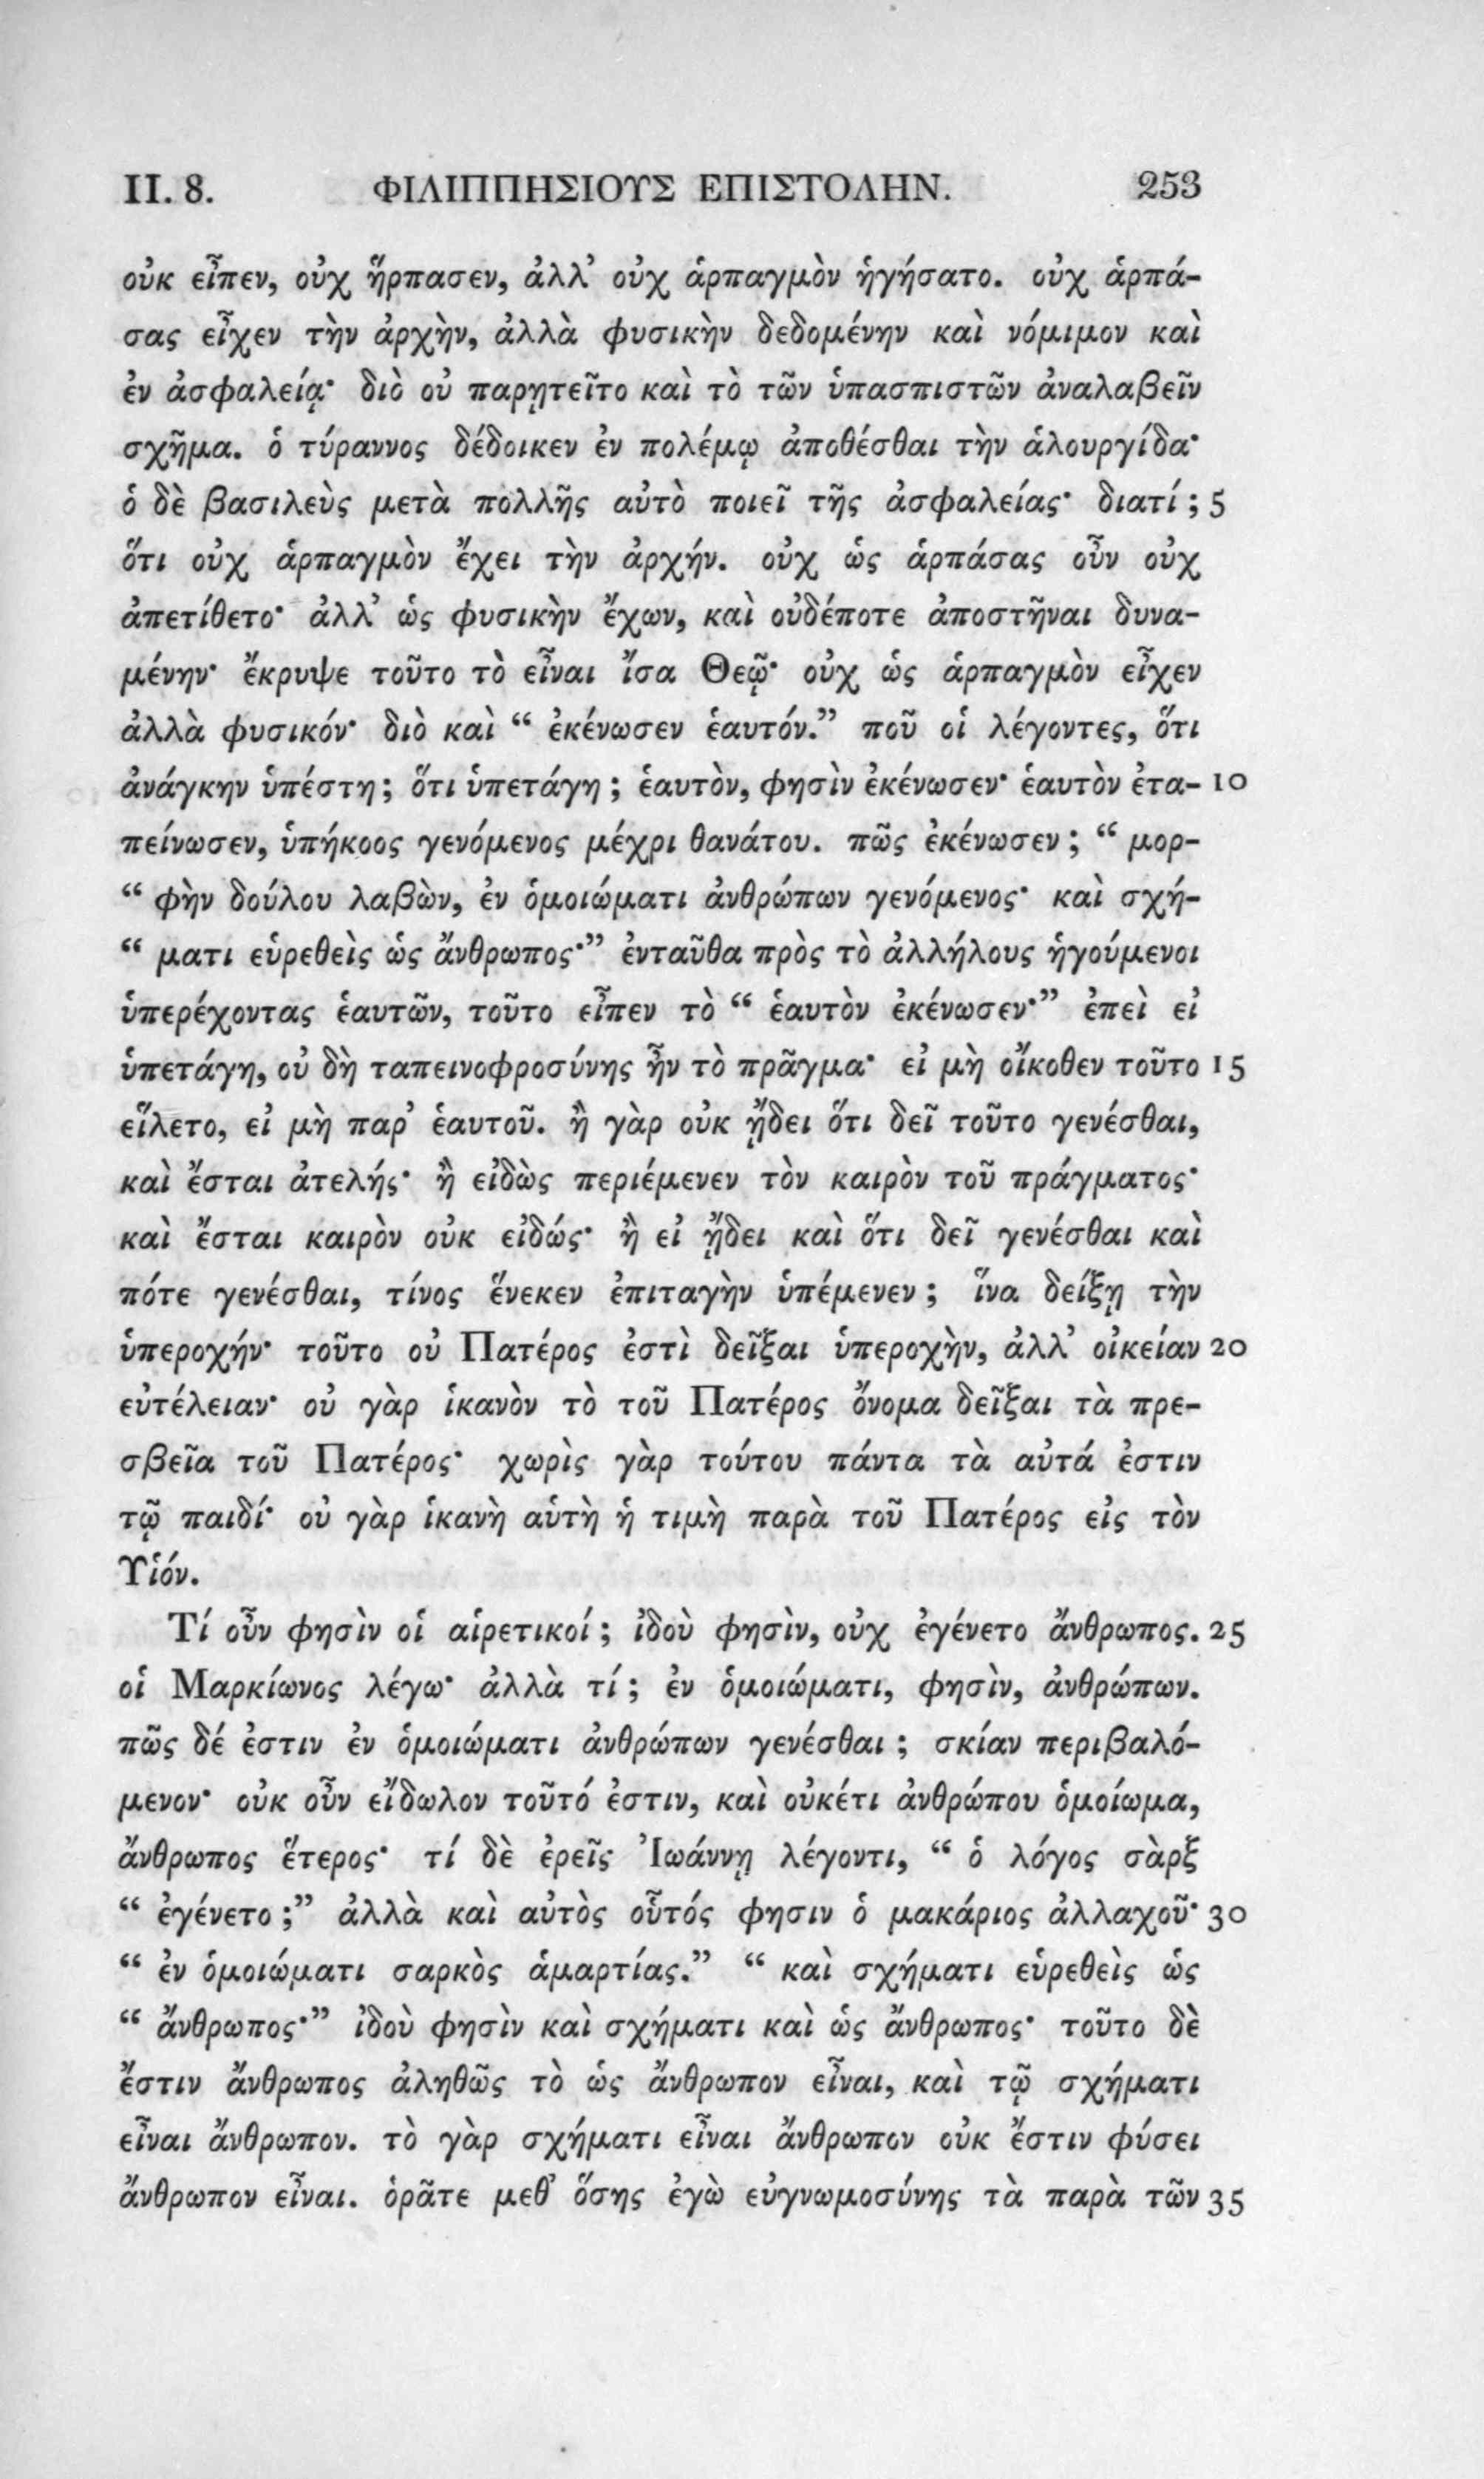 II. 8. ΦΙΛΙΠΠΗΣΙΟΥΣ ΕΠΙΣΤΟΛΗΝ. 253
οὐκ εἶπεν, οὐχ ἥρπασεν, ἀλλ' οὐχ ἁρπαγμὸν ἡγήσατο. οὐχ ἁρπά-
σας εἶχεν τὴν ἀρχὴν, ἀλλὰ φυσικὴν δεδομένην καὶ νόμιμον καὶ
ἐν ἀσφαλείᾳ· διὸ οὐ παρῃτεῖτο καὶ τὸ τῶν ὑπασπιστῶν ἀναλαβεῖν
σχῆμα. ὁ τύραννος δέδοικεν ἐν πολέμῳ ἀποθέσθαι τὴν ἁλουργίδα·
ὁ δὲ βασιλεὺς μετὰ πολλῆς αὐτὸ ποιεῖ τῆς ἀσφαλείας· διατί ; 5
ὅτι οὐχ ἁρπαγμὸν ἔχει τὴν ἀρχήν. οὐχ ὡς ἁρπάσας οὖν οὐχ
ἀπετίθετο· ἀλλ' ὡς φυσικὴν ἔχων, καὶ οὐδέποτε ἀποστῆναι δυνα-
μένην· ἔκρυψε τοῦτο τὸ εἶναι ἴσα Θεῷ· οὐχ ὡς ἁρπαγμὸν εἶχεν
ἀλλὰ φυσικόν· διὸ καὶ “ ἐκένωσεν ἑαυτόν.” ποῦ οἱ λέγοντες, ὅτι
ἀνάγκην ὑπέστη ; ὅτι ὑπετάγη ; ἑαυτὸν, φησὶν ἐκένωσεν· ἑαυτὸν ἐτα- 10
πείνωσεν, ὑπήκοος γενόμενος μέχρι θανάτου. πῶς ἐκένωσεν ; “ μορ-
“ φὴν δούλου λαβὼν, ἐν ὁμοιώματι ἀνθρώπων γενόμενος· καὶ σχή-
“ ματι εὑρεθεὶς ὡς ἄνθρωπος·” ἐνταῦθα πρὸς τὸ ἀλλήλους ἡγούμενοι
ὑπερέχοντας ἑαυτῶν, τοῦτο εἶπεν τὸ “ ἑαυτὸν ἐκένωσεν·” ἐπεὶ εἰ
ὑπετάγη, οὐ δὴ ταπεινοφροσύνης ἦν τὸ πρᾶγμα· εἰ μὴ οἴκοθεν τοῦτο 15
εἵλετο, εἰ μὴ παρ' ἑαυτοῦ. ἢ γὰρ οὐκ ᾔδει ὅτι δεῖ τοῦτο γενέσθαι,
καὶ ἔσται ἀτελής· ἢ εἰδὼς περιέμενεν τὸν καιρὸν τοῦ πράγματος·
καὶ ἔσται καιρὸν οὐκ εἰδώς· ἢ εἰ ᾔδει καὶ ὅτι δεῖ γενέσθαι καὶ
πότε γενέσθαι, τίνος ἕνεκεν ἐπιταγὴν ὑπέμενεν ; ἵνα δείξῃ τὴν
ὑπεροχήν· τοῦτο οὐ Πατέρος ἐστὶ δεῖξαι ὑπεροχὴν, ἀλλ' οἰκείαν 20
εὐτέλειαν· οὐ γὰρ ἱκανὸν τὸ τοῦ Πατέρος ὄνομα δεῖξαι τὰ πρε-
σβεῖα τοῦ Πατέρος· χωρὶς γὰρ τούτου πάντα τὰ αὐτά ἐστιν
τῷ παιδί· οὐ γὰρ ἱκανὴ αὑτὴ ἡ τιμὴ παρὰ τοῦ Πατέρος εἰς τὸν
Υἱόν.
Τί οὖν φησὶν οἱ αἱρετικοί ; ἰδοὺ φησὶν, οὐχ ἐγένετο ἄνθρωπος. 25
οἱ Μαρκίωνος λέγω· ἀλλὰ τί ; ἐν ὁμοιώματι, φησὶν, ἀνθρώπων.
πῶς δέ ἐστιν ἐν ὁμοιώματι ἀνθρώπων γενέσθαι ; σκίαν περιβαλό-
μενον· οὐκ οὖν εἴδωλον τοῦτό ἐστιν, καὶ οὐκέτι ἀνθρώπου ὁμοίωμα,
ἄνθρωπος ἕτερος· τί δὲ ἐρεῖς Ἰωάννῃ λέγοντι, “ ὁ λόγος σὰρξ
“ ἐγένετο ;” ἀλλὰ καὶ αὐτὸς οὗτός φησιν ὁ μακάριος ἀλλαχοῦ· 30
“ ἐν ὁμοιώματι σαρκὸς ἁμαρτίας.” “ καὶ σχήματι εὑρεθεὶς ὡς
“ ἄνθρωπος·” ἰδοὺ φησὶν καὶ σχήματι καὶ ὡς ἄνθρωπος· τοῦτο δὲ
ἔστιν ἄνθρωπος ἀληθῶς τὸ ὡς ἄνθρωπον εἶναι, καὶ τῷ σχήματι
εἶναι ἄνθρωπον. τὸ γὰρ σχήματι εἶναι ἄνθρωπον οὐκ ἔστιν φύσει
ἄνθρωπον εἶναι. ὁρᾶτε μεθ' ὅσης ἐγὼ εὐγνωμοσύνης τὰ παρὰ τῶν 35